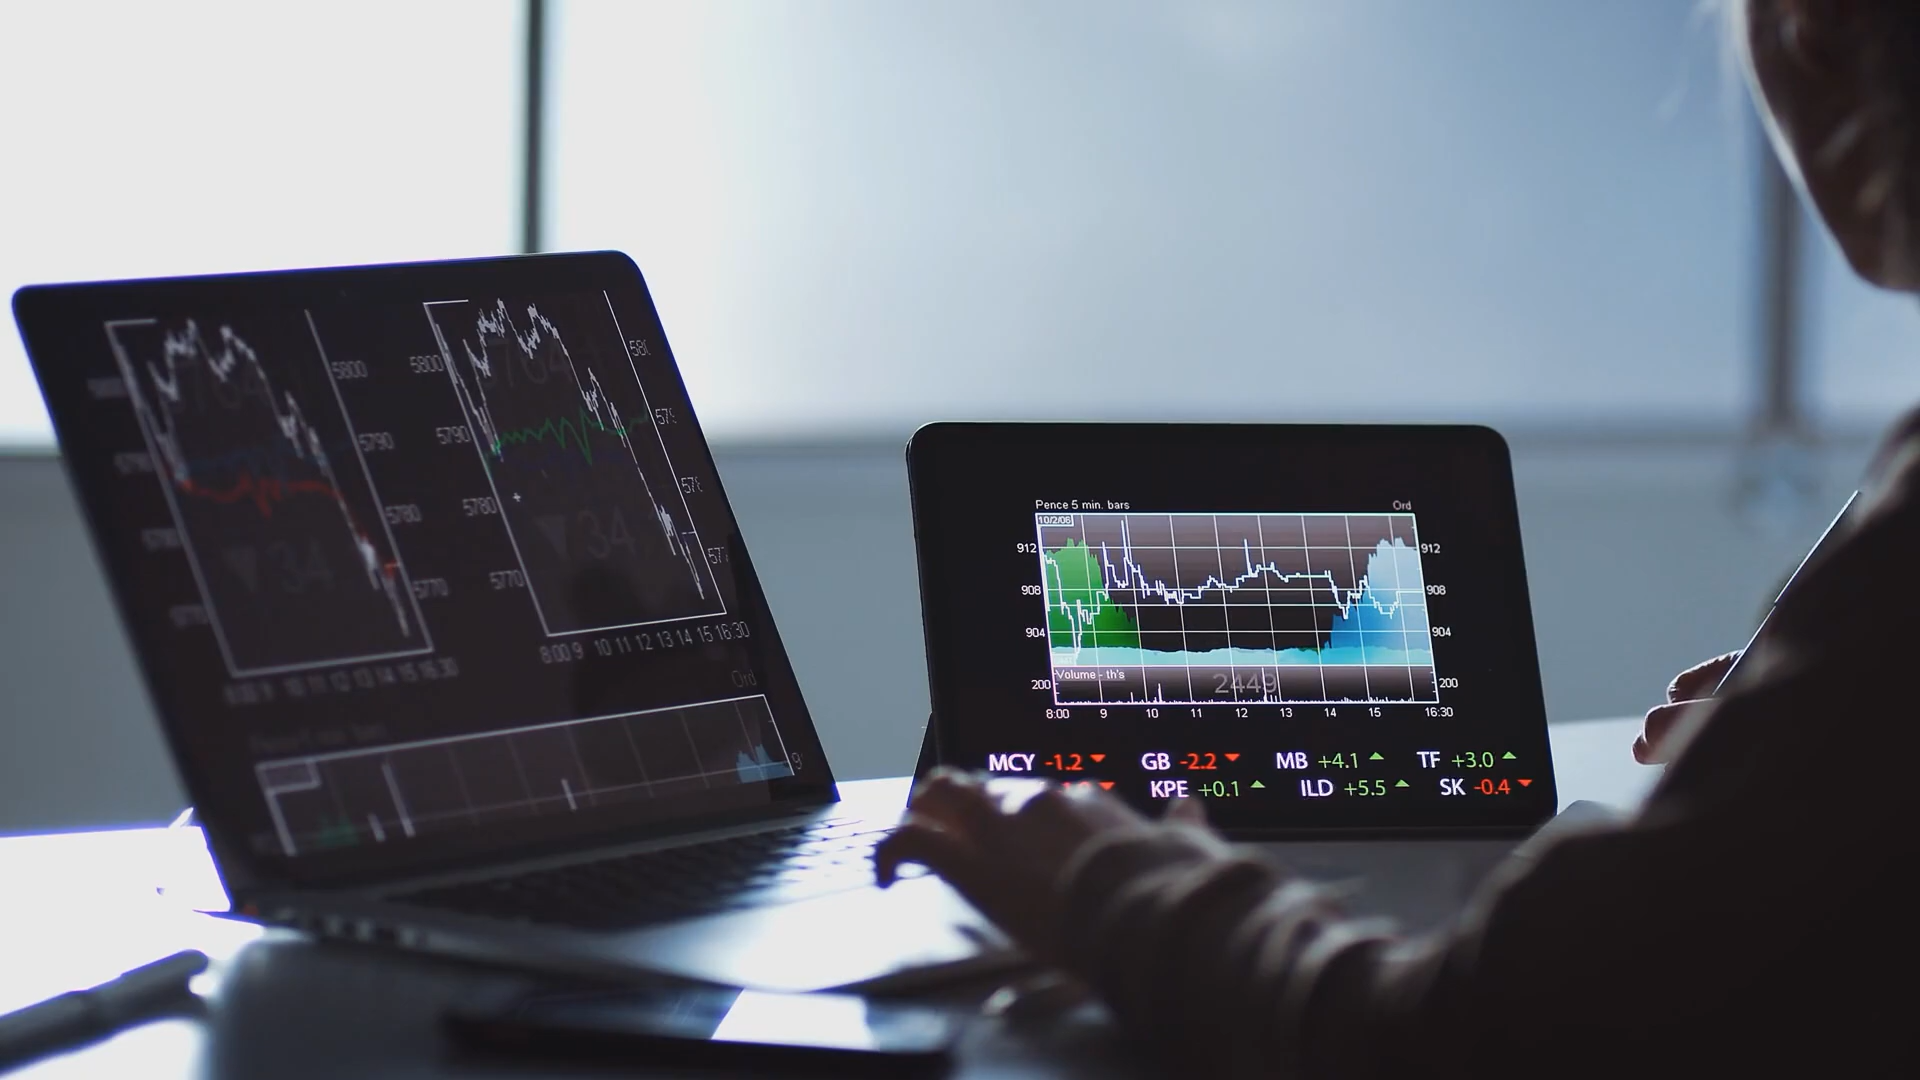 5800
5790
5780
5770
5800
5790
5780
5770
8:00 9 10 11 12 13 14 15 16:30
Ord
Pence 5 min. bars Ord
10/2/06
912 912
908 908
904 904
Volume - th's
2449
200 200
8:00 9 10 11 12 13 14 15 16:30
MCY -1.2 GB -2.2 MB +4.1 TF +3.0
KPE +0.1 ILD +5.5 SK -0.4